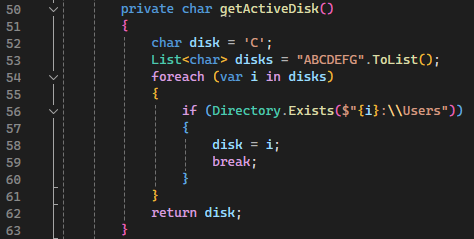 50 private char getActiveDisk()
51 {
52 char disk = 'C';
53 List<char> disks = "ABCDEFG".ToList();
54 foreach (var i in disks)
55 {
56 if (Directory.Exists($"{i}:\\Users"))
57 {
58 disk = i;
59 break;
60 }
61 }
62 return disk;
63 }